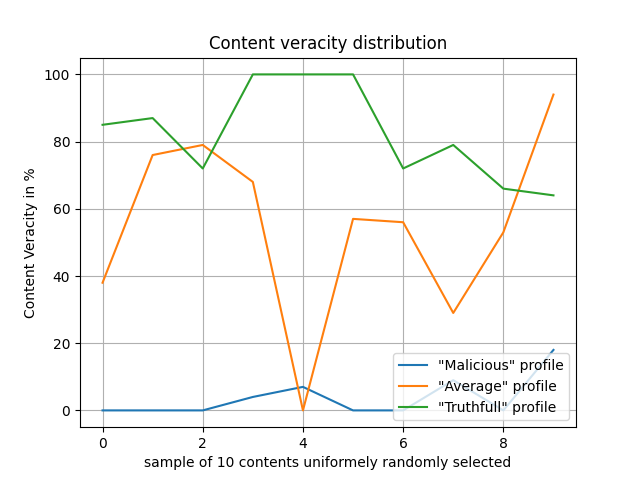 Content veracity distribution
Content Veracity in %
100
80
60
40
20
0
0 2 4 6 8
sample of 10 contents uniformely randomly selected
"Malicious" profile
"Average" profile
"Truthfull" profile